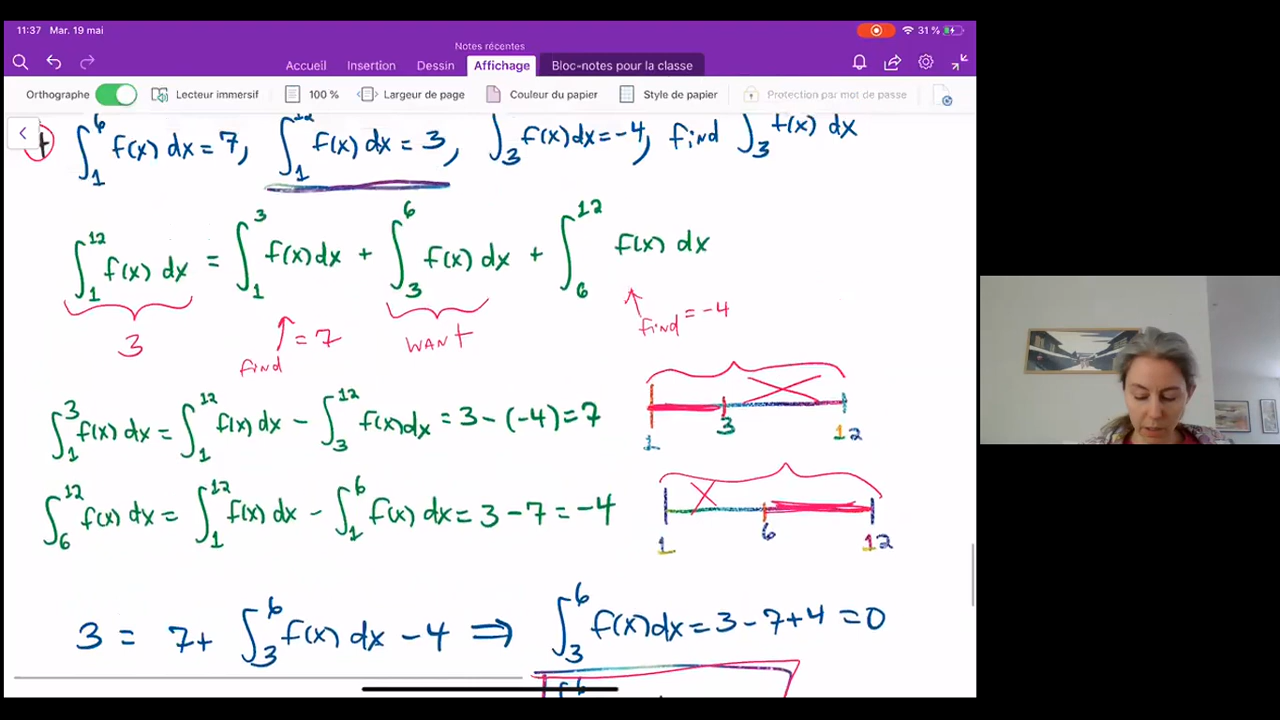 11:37 Mar. 19 mai
31 %
Notes récentes
Accueil Insertion Dessin Affichage Bloc-notes pour la classe
Orthographe Lecteur immersif 100 % Largeur de page Couleur du papier Style de papier Protection par mot de passe
∫₁⁶ f(x) dx = 7, ∫₁¹² f(x) dx = 3, ∫₃ f(x) dx = -4, find ∫₃ f(x) dx
∫₁¹² f(x) dx = ∫₁³ f(x) dx + ∫₃⁶ f(x) dx + ∫₆¹² f(x) dx
3 find = 7 WANT find = -4
∫₁³ f(x) dx = ∫₁¹² f(x) dx - ∫₃¹² f(x) dx = 3 - (-4) = 7
1 3 12
∫₆¹² f(x) dx = ∫₁¹² f(x) dx - ∫₁⁶ f(x) dx = 3 - 7 = -4
1 6 12
3 = 7 + ∫₃⁶ f(x) dx - 4 ⇒ ∫₃⁶ f(x) dx = 3 - 7 + 4 = 0